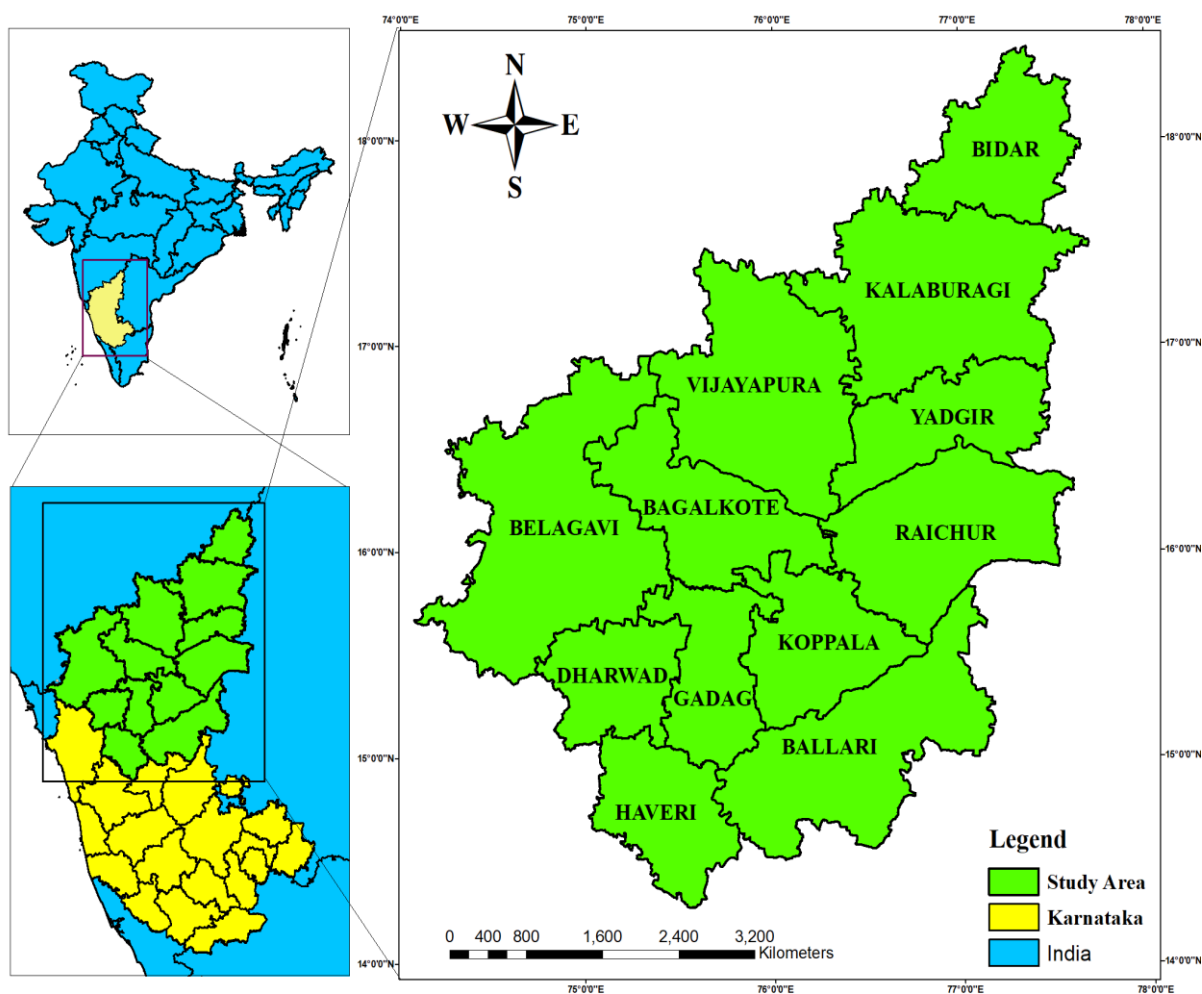 74°0'0"E 75°0'0"E 76°0'0"E 77°0'0"E 78°0'0"E
N
W E
S
18°0'0"N 18°0'0"N
BIDAR
KALABURAGI
17°0'0"N 17°0'0"N
VIJAYAPURA
YADGIR
BAGALKOTE
BELAGAVI
RAICHUR
16°0'0"N 16°0'0"N
KOPPALA
DHARWAD
GADAG
15°0'0"N 15°0'0"N
BALLARI
HAVERI
Legend
Study Area
Karnataka
India
0 400 800 1,600 2,400 3,200
Kilometers
14°0'0"N 14°0'0"N
75°0'0"E 76°0'0"E 77°0'0"E 78°0'0"E